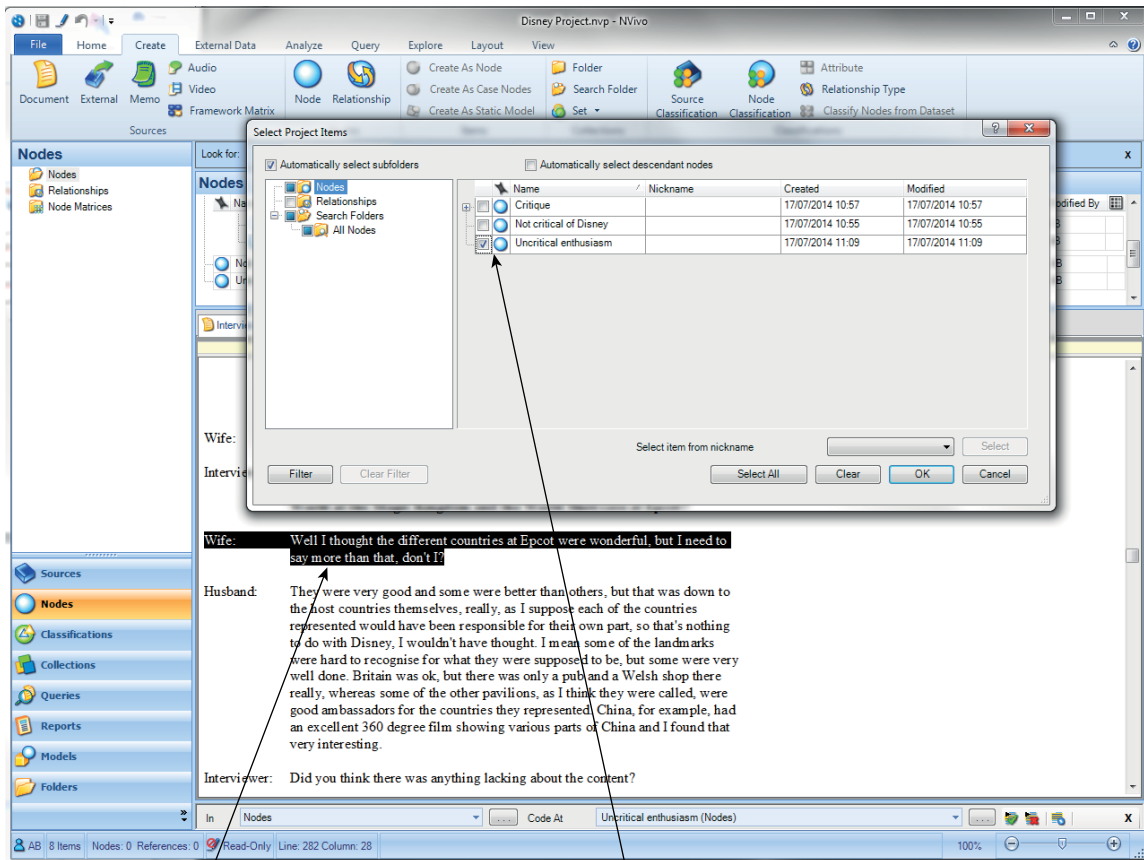 Disney Project.nvp - NVivo
File Home Create External Data Analyze Query Explore Layout View
Document External Memo
Audio
Video
Framework Matrix
Node Relationship
Create As Node
Create As Case Nodes
Create As Static Model
Folder
Search Folder
Set
Source Classification
Node Classification
Attribute
Relationship Type
Classify Nodes from Dataset
Sources
Nodes
Nodes
Relationships
Node Matrices
Look for:
X
Nodes
Select Project Items
Automatically select subfolders
Automatically select descendant nodes
Nodes
Relationships
Search Folders
All Nodes
Name Nickname Created Modified
Critique 17/07/2014 10:57 17/07/2014 10:57
Not critical of Disney 17/07/2014 10:55 17/07/2014 10:55
Uncritical enthusiasm 17/07/2014 11:09 17/07/2014 11:09
Select item from nickname
Select
Filter Clear Filter Select All Clear OK Cancel
Wife:
Wife: Well I thought the different countries at Epcot were wonderful, but I need to
say more than that, don't I?
Husband: They were very good and some were better than others, but that was down to
the host countries themselves, really, as I suppose each of the countries
represented would have been responsible for their own part, so that's nothing
to do with Disney, I wouldn't have thought. I mean some of the landmarks
were hard to recognise for what they were supposed to be, but some were very
well done. Britain was ok, but there was only a pub and a Welsh shop there
really, whereas some of the other pavilions, as I think they were called, were
good ambassadors for the countries they represented. China, for example, had
an excellent 360 degree film showing various parts of China and I found that
very interesting.
Interviewer: Did you think there was anything lacking about the content?
Sources
Nodes
Classifications
Collections
Queries
Reports
Models
Folders
In Nodes ... Code At Uncritical enthusiasm (Nodes) ... X
AB 8 Items Nodes: 0 References: 0 Read-Only Line: 282 Column: 28 100%